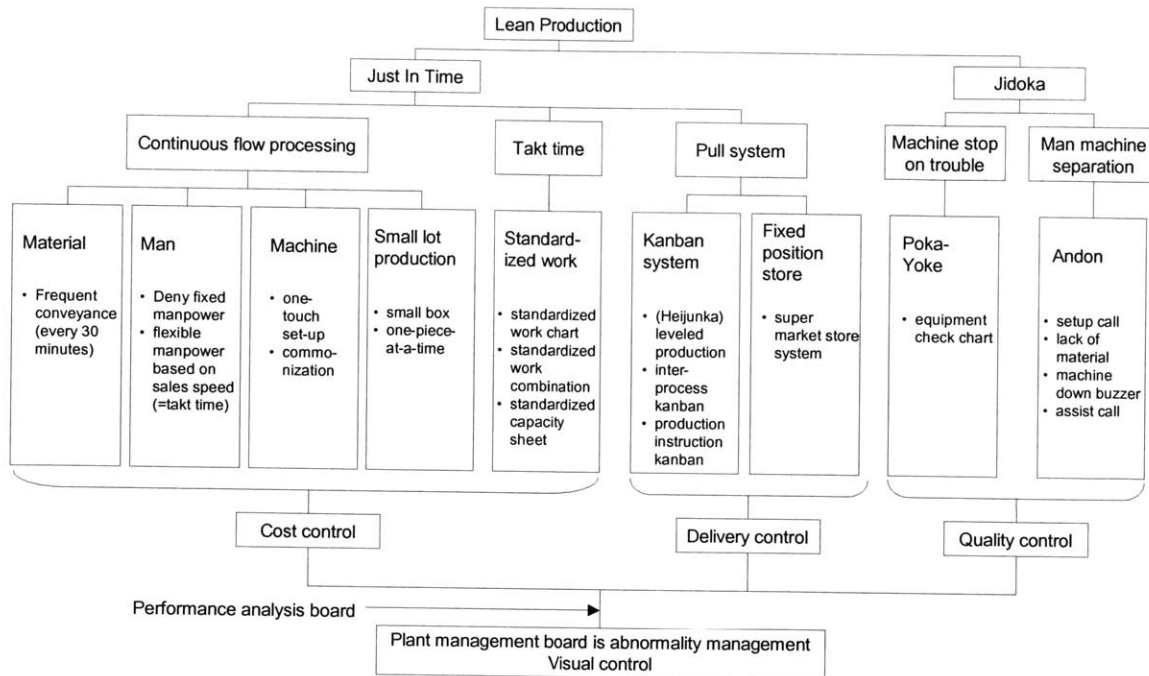 Lean Production
Just In Time
Jidoka
Continuous flow processing
Takt time
Pull system
Machine stop
on trouble
Man machine
separation
Material
• Frequent
conveyance
(every 30
minutes)
Man
• Deny fixed
manpower
• flexible
manpower
based on
sales speed
(=takt time)
Machine
• one-
touch
set-up
• commo-
nization
Small lot
production
• small box
• one-piece-
at-a-time
Standard-
ized work
• standardized
work chart
• standardized
work
combination
• standardized
capacity
sheet
Kanban
system
• (Heijunka)
leveled
production
• inter-
process
kanban
• production
instruction
kanban
Fixed
position
store
• super
market store
system
Poka-
Yoke
• equipment
check chart
Andon
• setup call
• lack of
material
• machine
down buzzer
• assist call
Cost control
Delivery control
Quality control
Performance analysis board
Plant management board is abnormality management
Visual control